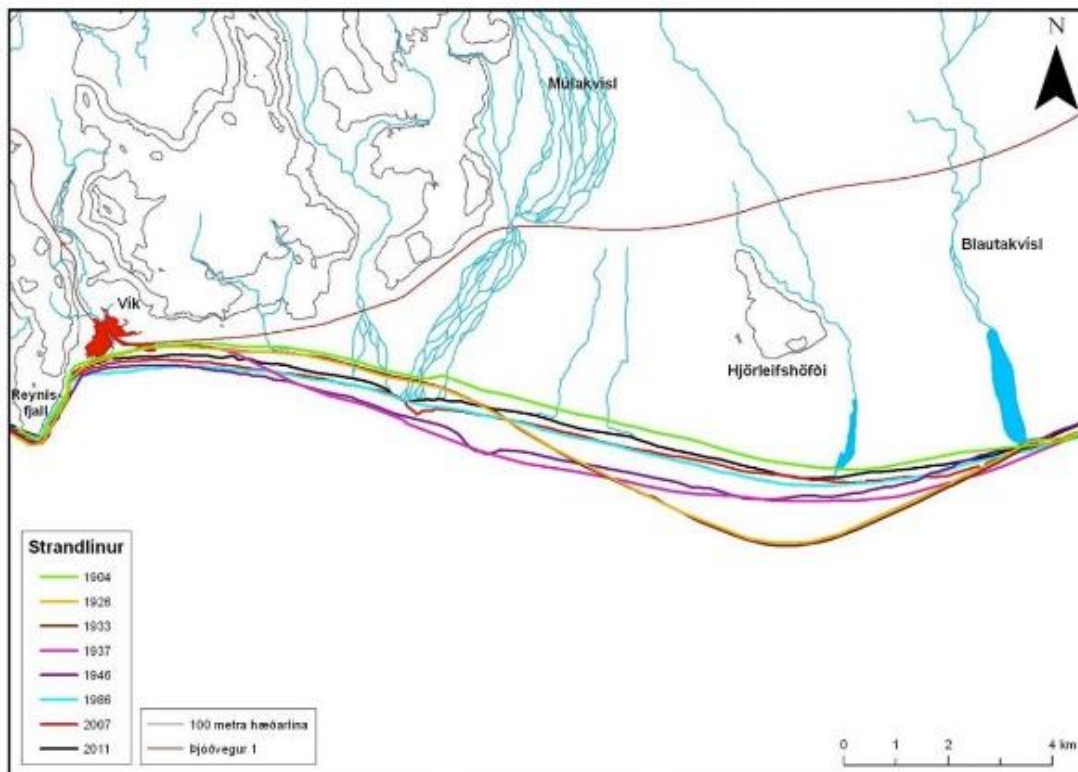 N
Múlakvísl
Blautakvísl
Vík
Hjörleifshöfði
Reynis-
fjall
Strandlínur
1904
1926
1933
1937
1946
1986
2007
2011
100 metra hæðarlína
Þjóðvegur 1
0 1 2 4 km